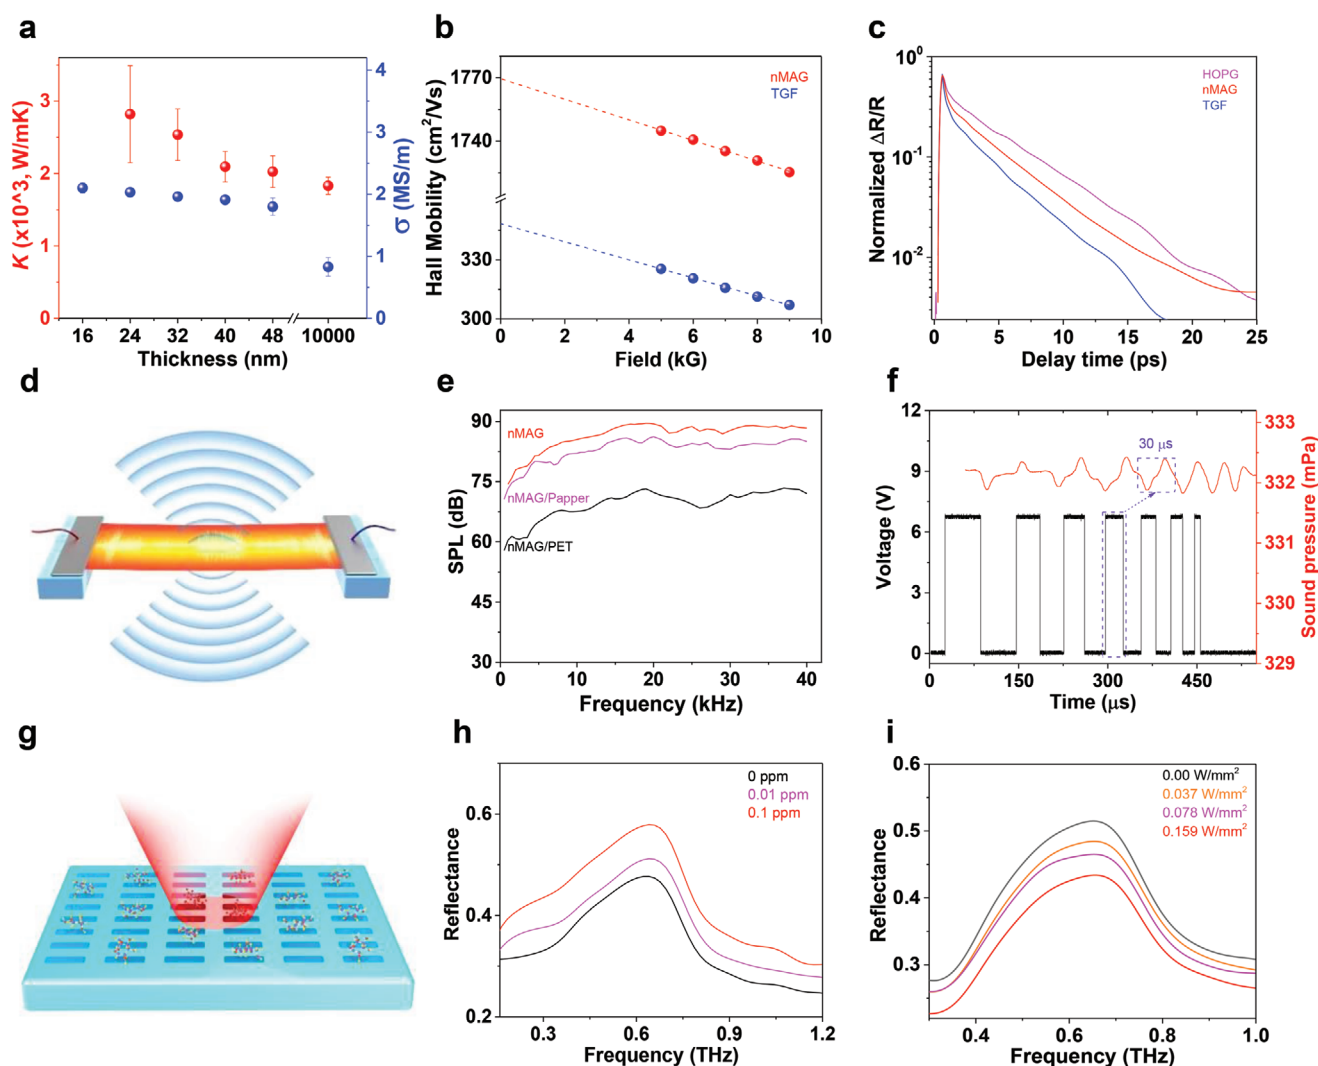 a
K (x10^3, W/mK)
3
2
1
0
4
3
2
1
0
σ (MS/m)
16
24
32
40
48
10000
Thickness (nm)
b
Hall Mobility (cm²/Vs)
1770
1740
330
315
300
nMAG
TGF
0
2
4
6
8
10
Field (kG)
c
Normalized ΔR/R
10⁰
10⁻¹
10⁻²
HOPG
nMAG
TGF
0
5
10
15
20
25
Delay time (ps)
d
e
SPL (dB)
90
75
60
45
30
nMAG
nMAG/Papper
nMAG/PET
0
10
20
30
40
Frequency (kHz)
f
Voltage (V)
12
9
6
3
0
30 μs
333
332
331
330
329
Sound pressure (mPa)
0
150
300
450
Time (μs)
g
h
Reflectance
0.6
0.4
0.2
0 ppm
0.01 ppm
0.1 ppm
0.3
0.6
0.9
1.2
Frequency (THz)
i
Reflectance
0.6
0.5
0.4
0.3
0.00 W/mm²
0.037 W/mm²
0.078 W/mm²
0.159 W/mm²
0.4
0.6
0.8
1.0
Frequency (THz)